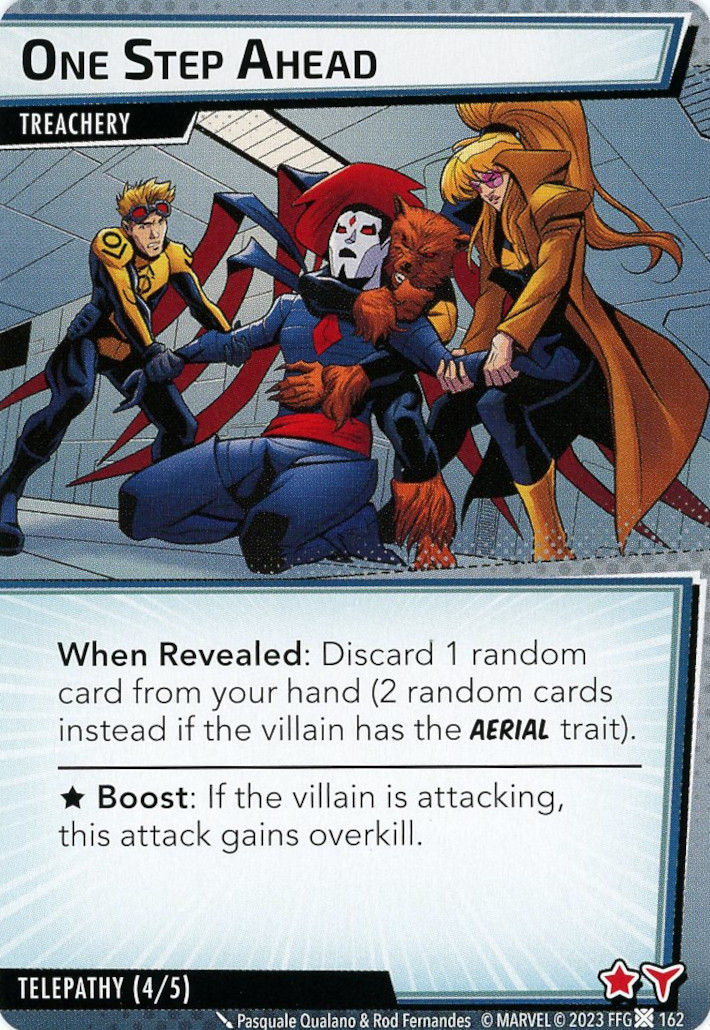 One Step Ahead
TREACHERY
When Revealed: Discard 1 random
card from your hand (2 random cards
instead if the villain has the AERIAL trait).
★ Boost: If the villain is attacking,
this attack gains overkill.
TELEPATHY (4/5)
Pasquale Qualano & Rod Fernandes © MARVEL © 2023 FFG 162